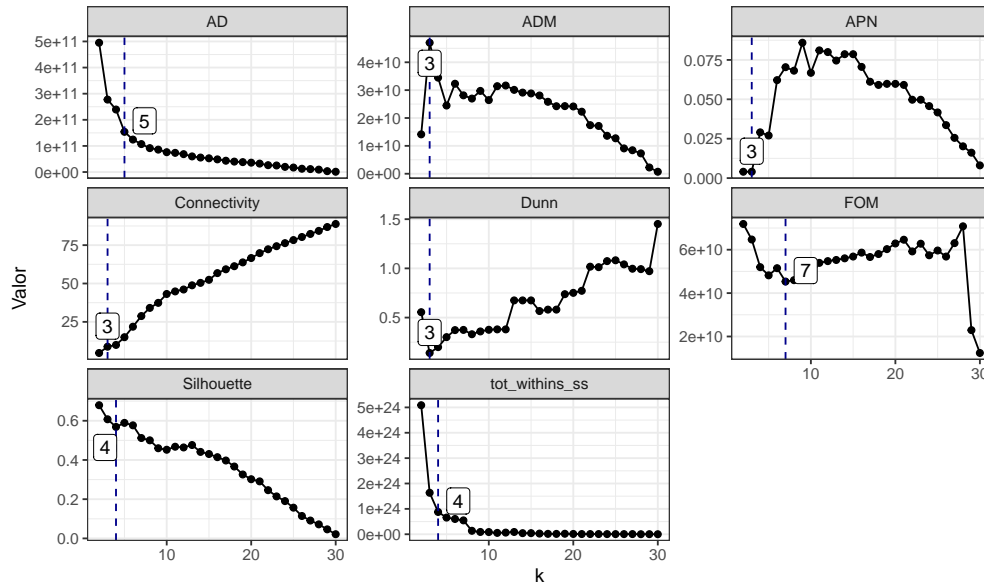 AD
ADM
APN
5e+11
4e+11
3e+11
2e+11
1e+11
0e+00
5
4e+10
3e+10
2e+10
1e+10
0e+00
3
0.075
0.050
0.025
0.000
3
Connectivity
Dunn
FOM
Valor
75
50
25
3
1.5
1.0
0.5
3
6e+10
4e+10
2e+10
7
10
20
30
Silhouette
tot_withins_ss
0.6
0.4
0.2
0.0
4
10
20
30
5e+24
4e+24
3e+24
2e+24
1e+24
0e+00
4
10
20
30
k